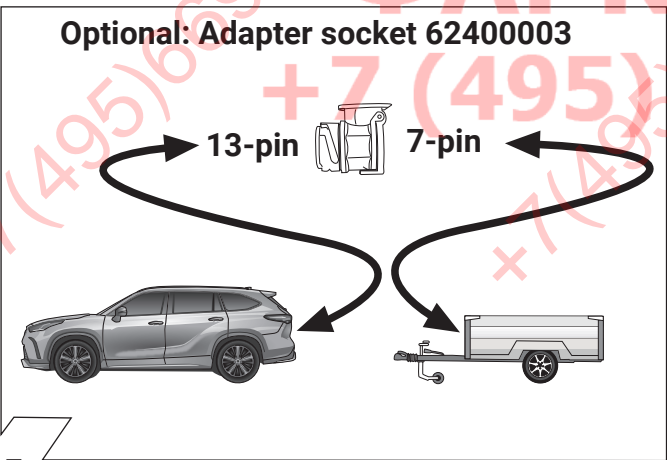 Optional: Adapter socket 62400003
+7 (495)
13-pin
7-pin